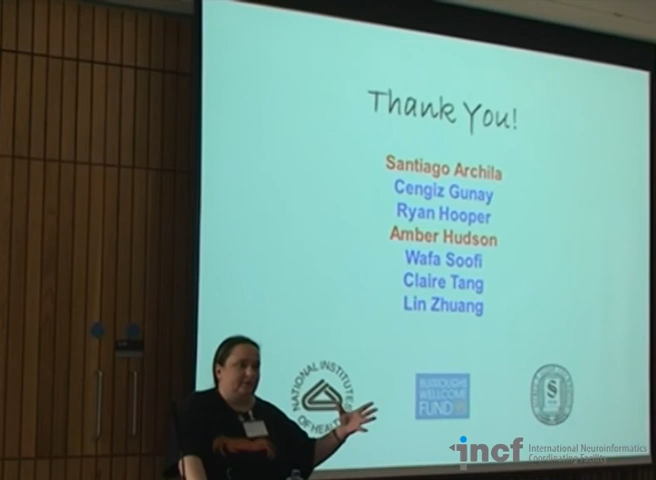 Thank You!
Santiago Archila
Cengiz Gunay
Ryan Hooper
Amber Hudson
Wafa Soofi
Claire Tang
Lin Zhuang
NATIONAL INSTITUTES
OF HEALTH
BURROUGHS
WELLCOME
FUND
incf International Neuroinformatics
Coordinating Facility